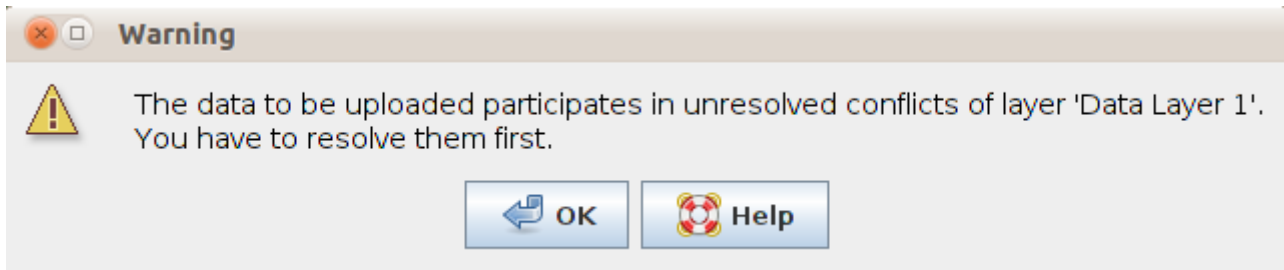 Warning
The data to be uploaded participates in unresolved conflicts of layer 'Data Layer 1'.
You have to resolve them first.
OK
Help